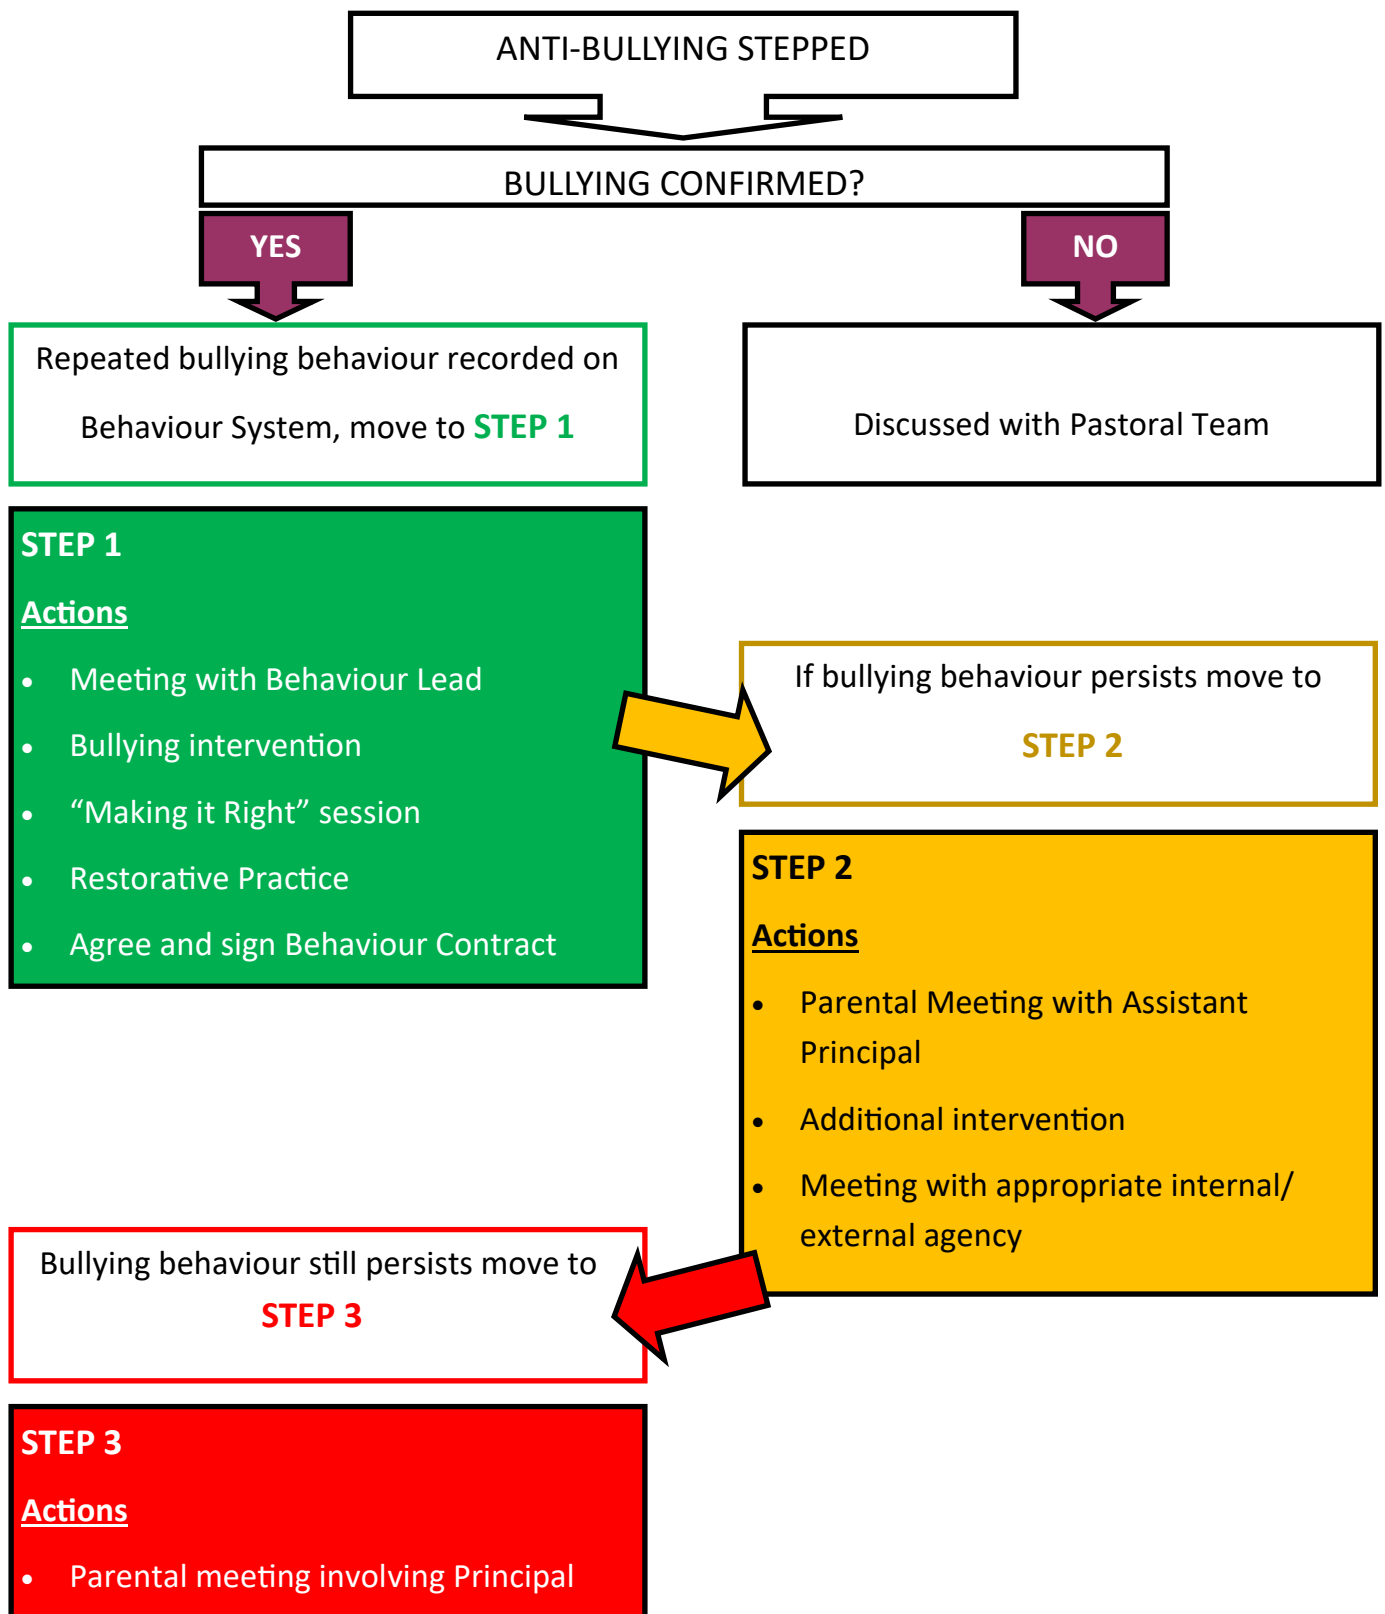 ANTI-BULLYING STEPPED
BULLYING CONFIRMED?
YES
NO
Repeated bullying behaviour recorded on
Behaviour System, move to STEP 1
Discussed with Pastoral Team
STEP 1
Actions
• Meeting with Behaviour Lead
• Bullying intervention
• “Making it Right” session
• Restorative Practice
• Agree and sign Behaviour Contract
If bullying behaviour persists move to
STEP 2
STEP 2
Actions
• Parental Meeting with Assistant
Principal
• Additional intervention
• Meeting with appropriate internal/
external agency
Bullying behaviour still persists move to
STEP 3
STEP 3
Actions
• Parental meeting involving Principal